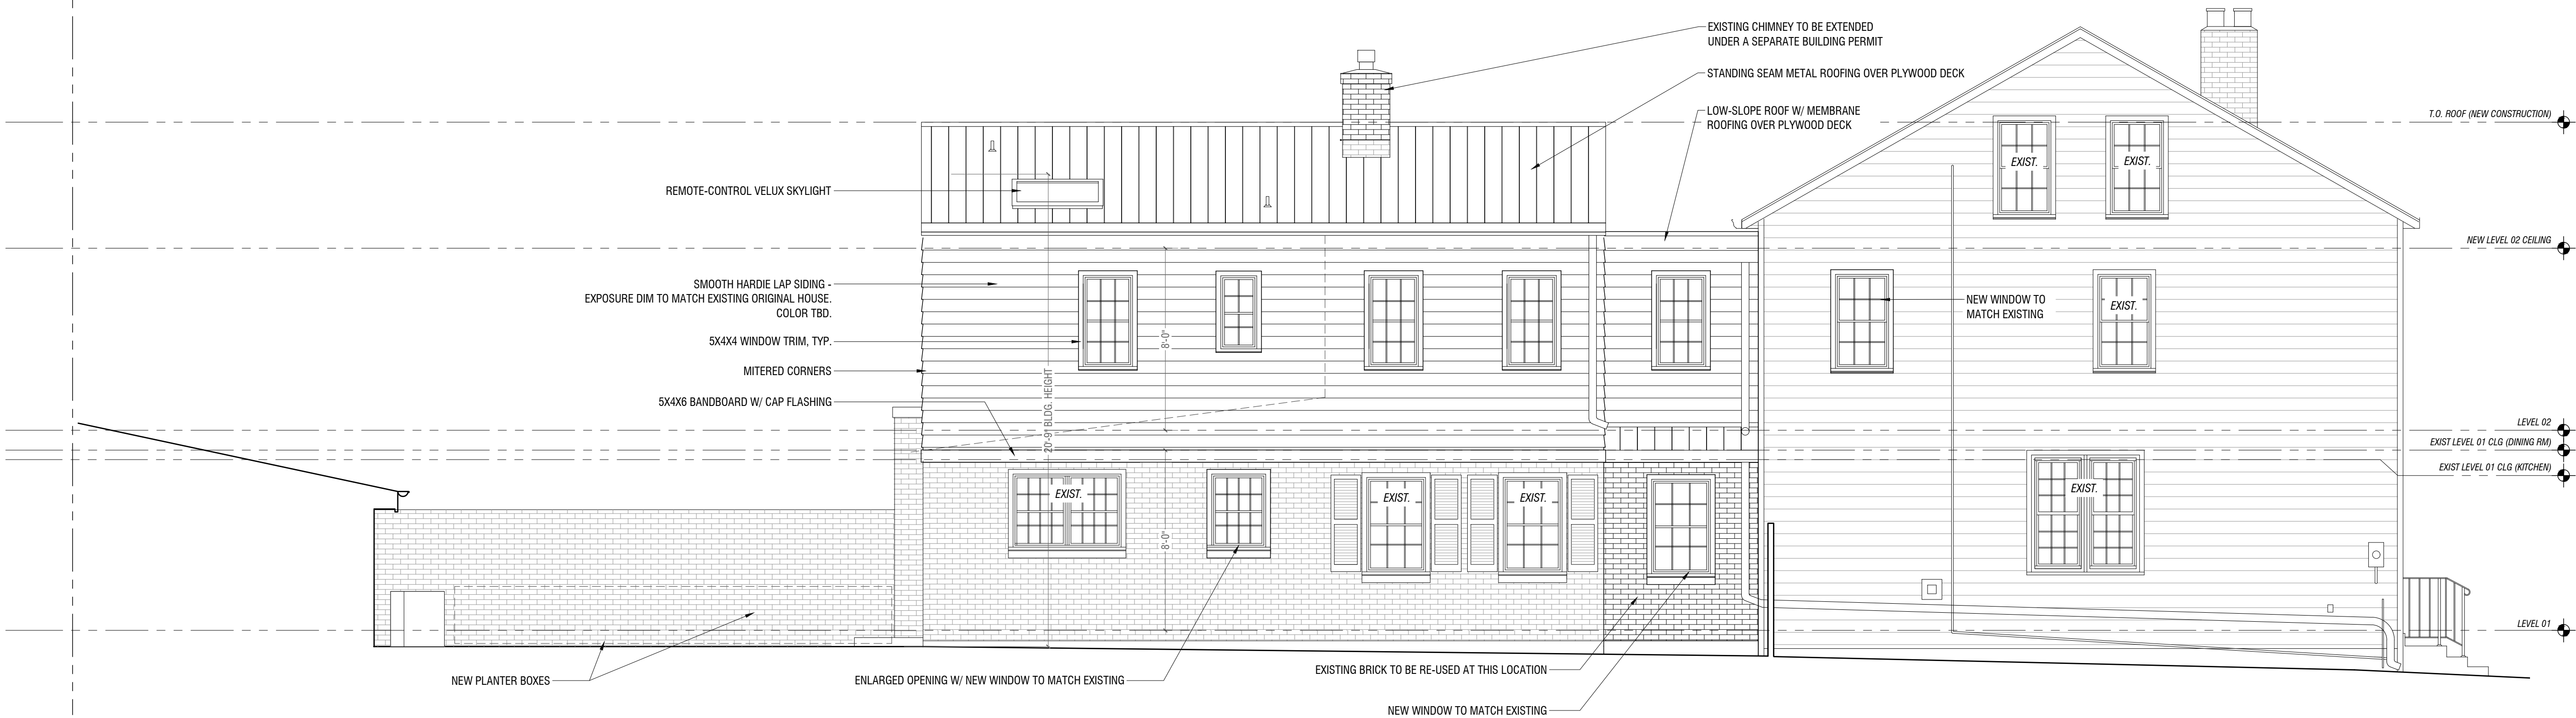 EXISTING CHIMNEY TO BE EXTENDED
UNDER A SEPARATE BUILDING PERMIT
STANDING SEAM METAL ROOFING OVER PLYWOOD DECK
LOW-SLOPE ROOF W/ MEMBRANE
ROOFING OVER PLYWOOD DECK
T.O. ROOF (NEW CONSTRUCTION)
EXIST.
EXIST.
REMOTE-CONTROL VELUX SKYLIGHT
NEW LEVEL 02 CEILING
SMOOTH HARDIE LAP SIDING -
EXPOSURE DIM TO MATCH EXISTING ORIGINAL HOUSE.
COLOR TBD.
NEW WINDOW TO
MATCH EXISTING
EXIST.
5X4X4 WINDOW TRIM, TYP.
8'-0"
MITERED CORNERS
20'-9" BLDG. HEIGHT
5X4X6 BANDBOARD W/ CAP FLASHING
LEVEL 02
EXIST LEVEL 01 CLG (DINING RM)
EXIST LEVEL 01 CLG (KITCHEN)
EXIST.
EXIST.
EXIST.
EXIST.
8'-0"
LEVEL 01
NEW PLANTER BOXES
ENLARGED OPENING W/ NEW WINDOW TO MATCH EXISTING
EXISTING BRICK TO BE RE-USED AT THIS LOCATION
NEW WINDOW TO MATCH EXISTING